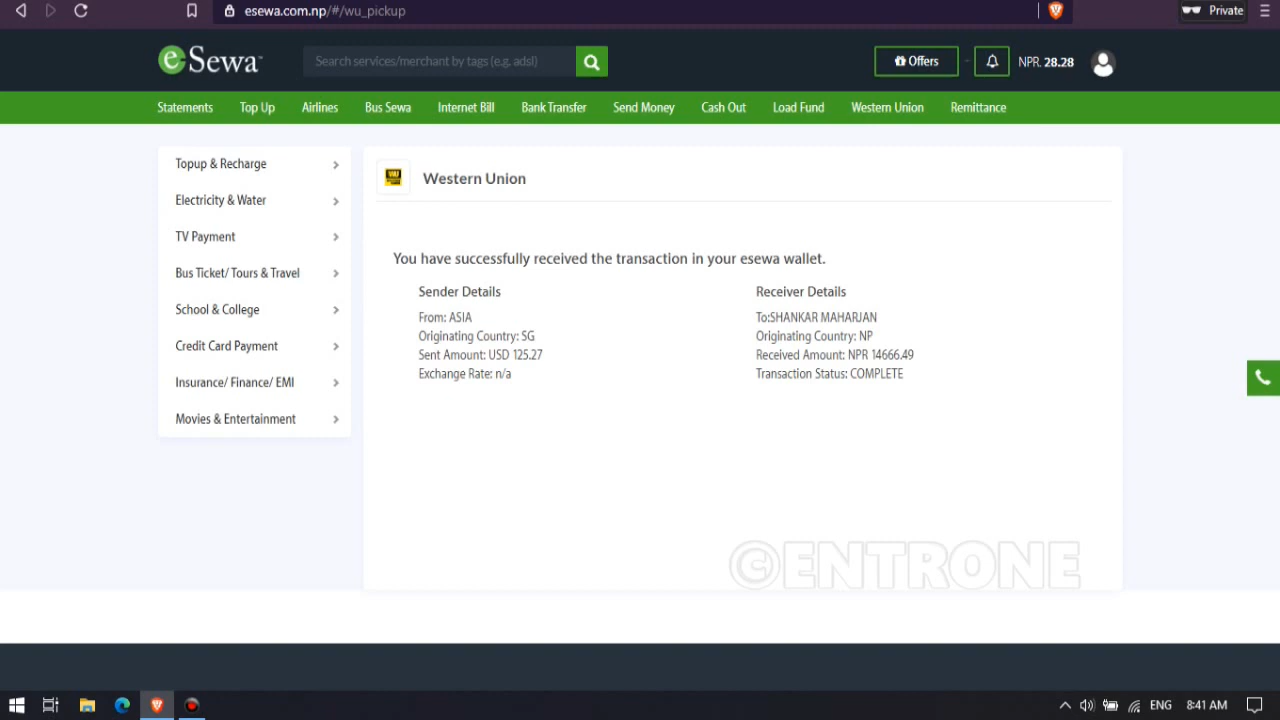 esewa.com.np/#/wu_pickup
Private
eSewa
Search services/merchant by tags (e.g. adsl)
Offers
NPR. 28.28
Statements Top Up Airlines Bus Sewa Internet Bill Bank Transfer Send Money Cash Out Load Fund Western Union Remittance
Topup & Recharge
Electricity & Water
TV Payment
Bus Ticket/ Tours & Travel
School & College
Credit Card Payment
Insurance/ Finance/ EMI
Movies & Entertainment
Western Union
You have successfully received the transaction in your esewa wallet.
Sender Details
From: ASIA
Originating Country: SG
Sent Amount: USD 125.27
Exchange Rate: n/a
Receiver Details
To:SHANKAR MAHARJAN
Originating Country: NP
Received Amount: NPR 14666.49
Transaction Status: COMPLETE
©ENTRONE
ENG 8:41 AM